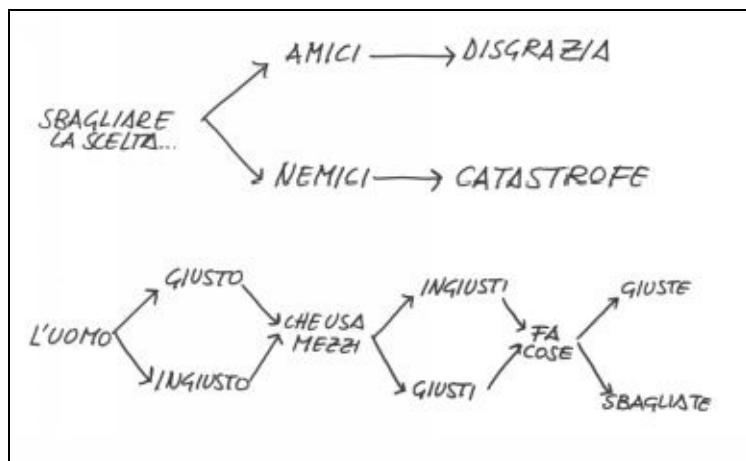 AMICI
DISGRAZIA
SBAGLIARE
LA SCELTA...
NEMICI
CATASTROFE
L'UOMO
GIUSTO
INGIUSTO
CHE USA
MEZZI
INGIUSTI
GIUSTI
FA
COSE
GIUSTE
SBAGLIATE